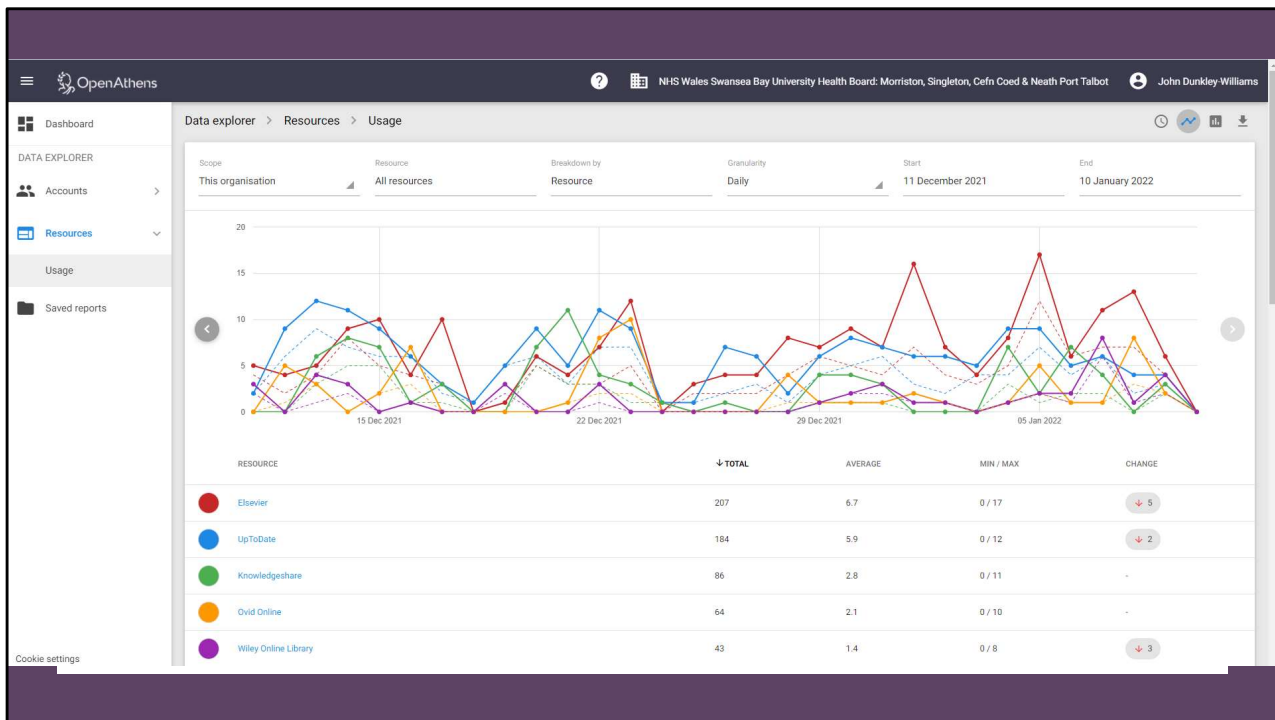 OpenAthens
NHS Wales Swansea Bay University Health Board: Morriston, Singleton, Cefn Coed & Neath Port Talbot
John Dunkley-Williams
Dashboard
DATA EXPLORER
Accounts
Resources
Usage
Saved reports
Cookie settings
Data explorer > Resources > Usage
Scope Resource Breakdown by Granularity Start End
This organisation All resources Resource Daily 11 December 2021 10 January 2022
20
15
10
5
0
15 Dec 2021 22 Dec 2021 29 Dec 2021 05 Jan 2022
RESOURCE TOTAL AVERAGE MIN / MAX CHANGE
Elsevier 207 6.7 0 / 17 5
UpToDate 184 5.9 0 / 12 2
Knowledgeshare 86 2.8 0 / 11 -
Ovid Online 64 2.1 0 / 10 -
Wiley Online Library 43 1.4 0 / 8 3